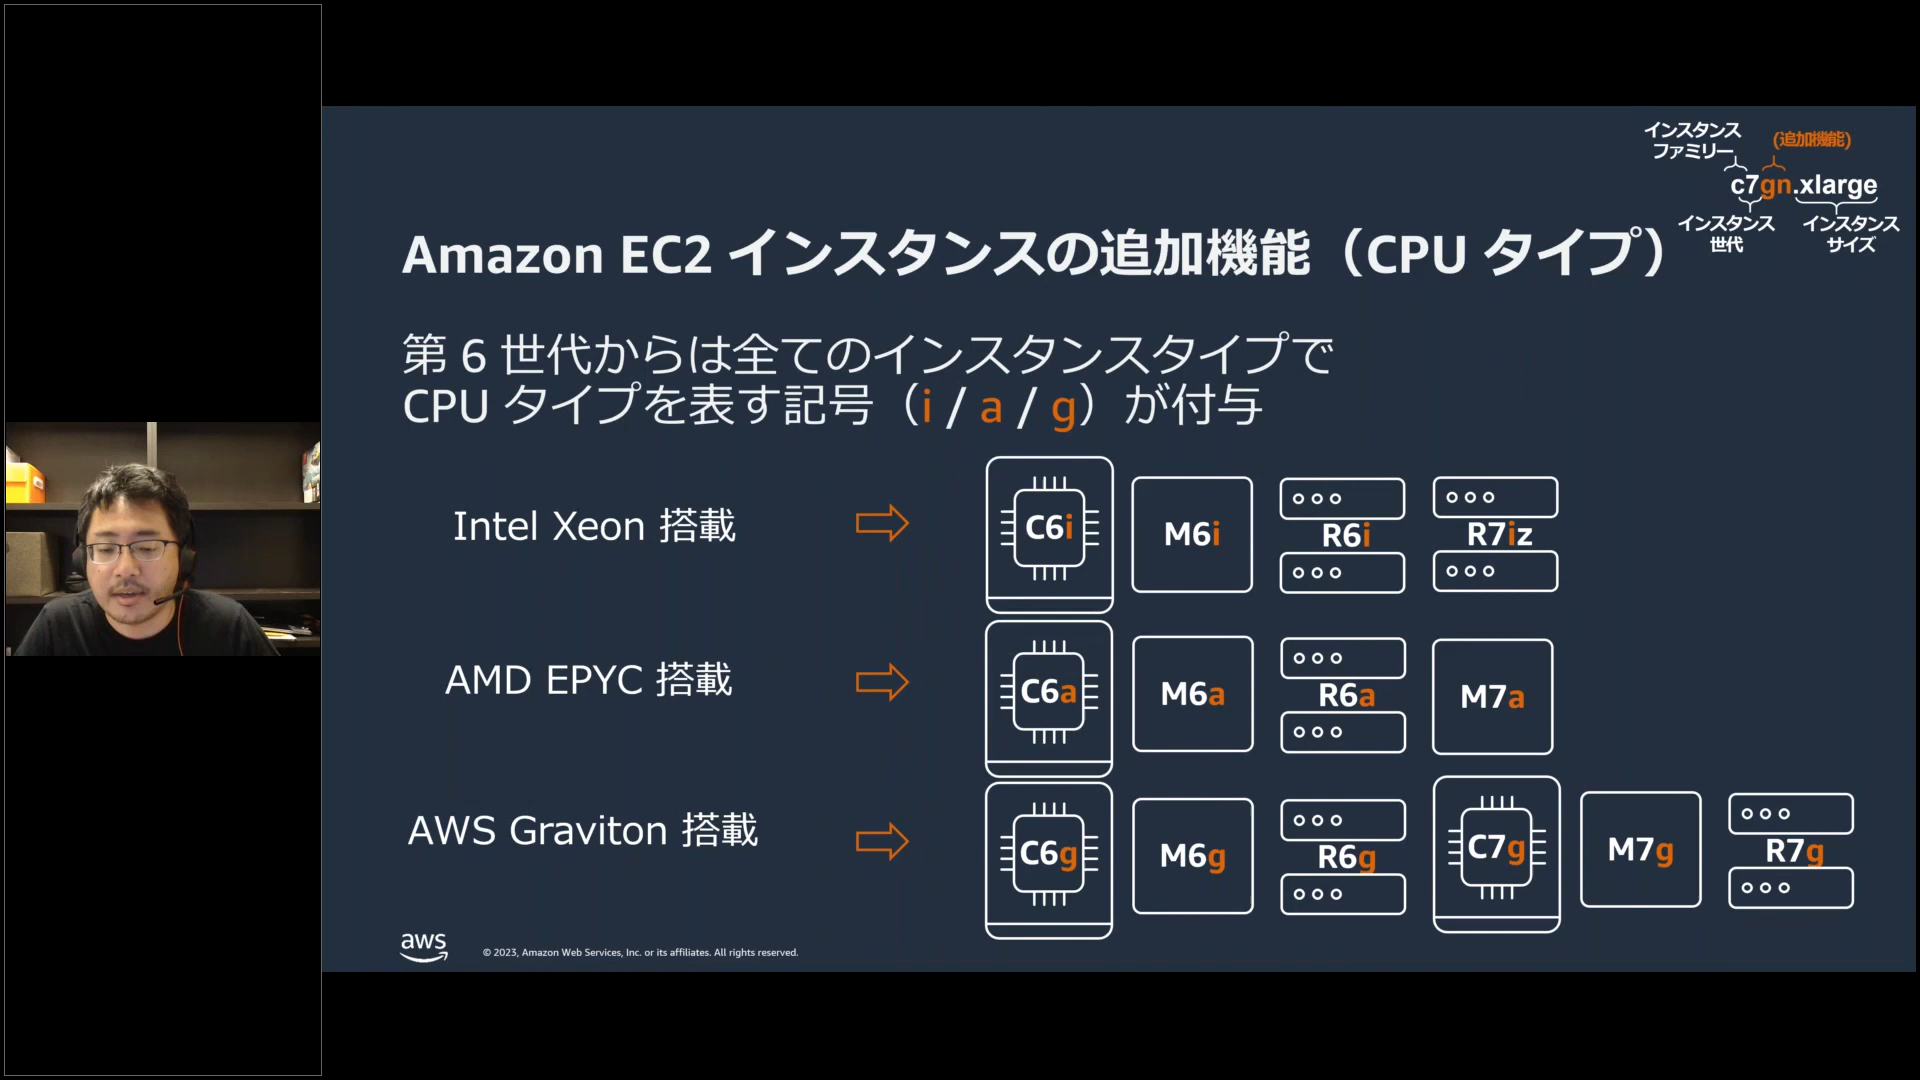 インスタンス
ファミリー
(追加機能)
c7gn.xlarge
インスタンス
世代
インスタンス
サイズ
Amazon EC2 インスタンスの追加機能（CPU タイプ）
第 6 世代からは全てのインスタンスタイプで
CPU タイプを表す記号（i / a / g）が付与
Intel Xeon 搭載
C6i
M6i
R6i
R7iz
AMD EPYC 搭載
C6a
M6a
R6a
M7a
AWS Graviton 搭載
C6g
M6g
R6g
C7g
M7g
R7g
aws
© 2023, Amazon Web Services, Inc. or its affiliates. All rights reserved.